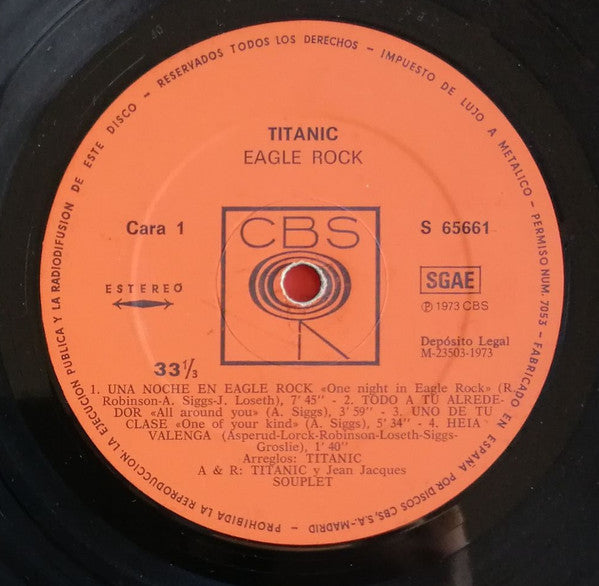 RESERVADOS TODOS LOS DERECHOS - IMPUESTO DE LUJO A METALICO - PERMISO NUM. 7053 - FABRICADO EN ESPAÑA POR DISCOS CBS, S.A.-MADRID - PROHIBIDA LA REPRODUCCION, LA EJECUCION PUBLICA Y LA RADIODIFUSION DE ESTE DISCO -
TITANIC
EAGLE ROCK
Cara 1
CBS
S 65661
ESTEREO
SGAE
℗ 1973 CBS
Depósito Legal
M-23503-1973
33 1/3
1. UNA NOCHE EN EAGLE ROCK «One night in Eagle Rock» (R.
Robinson-A. Siggs-J. Loseth), 7' 45" - 2. TODO A TU ALREDE-
DOR «All around you» (A. Siggs), 3' 59" - 3. UNO DE TU
CLASE «One of your kind» (A. Siggs), 5' 34" - 4. HEIA
VALENGA (Asperud-Lorck-Robinson-Loseth-Siggs-
Groslie), 1' 40"
Arreglos: TITANIC
A & R: TITANIC y Jean Jacques
SOUPLET